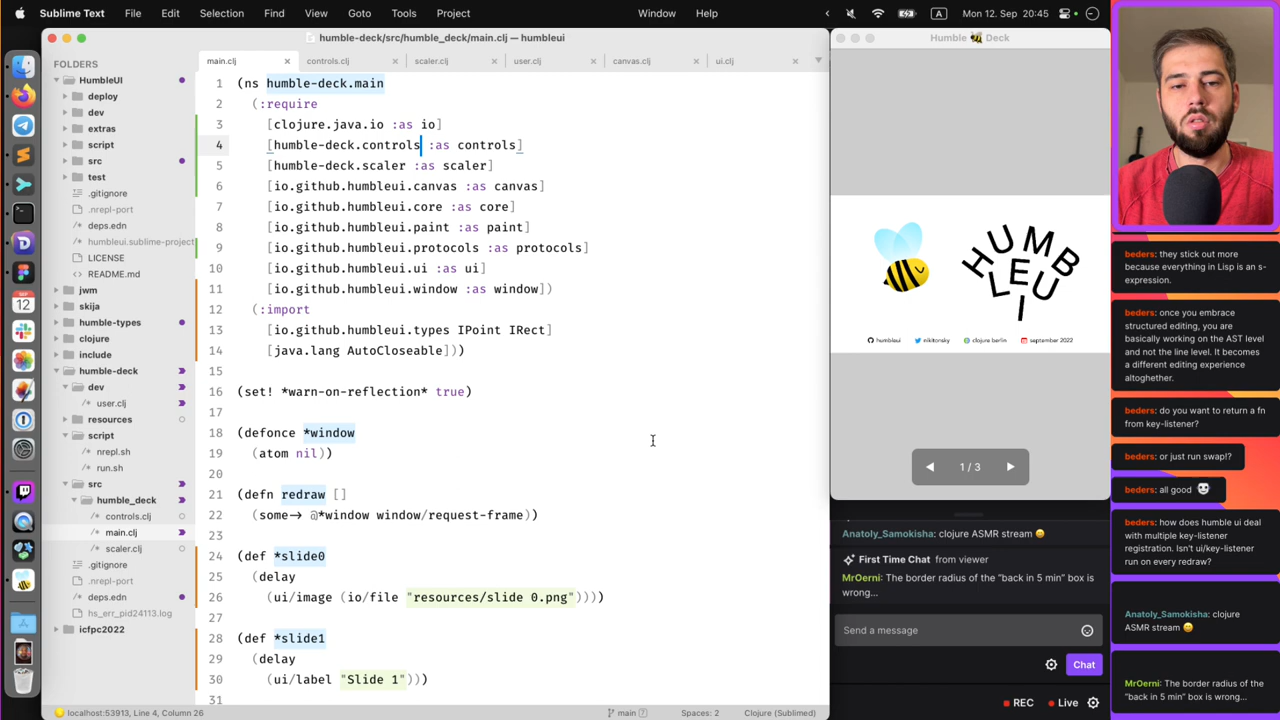 Sublime Text File Edit Selection Find View Goto Tools Project Window Help Mon 12. Sep 20:45
A
humble-deck/src/humble_deck/main.clj — humbleui
main.clj
controls.clj
scaler.clj
user.clj
canvas.clj
ui.clj
FOLDERS
HumbleUI
deploy
dev
extras
script
src
test
.gitignore
.nrepl-port
deps.edn
humbleui.sublime-project
LICENSE
README.md
jwm
skija
humble-types
clojure
include
humble-deck
dev
user.clj
resources
script
nrepl.sh
run.sh
src
humble_deck
controls.clj
main.clj
scaler.clj
.gitignore
.nrepl-port
deps.edn
hs_err_pid24113.log
icfpc2022
SEP
12
1 (ns humble-deck.main
2 (:require
3 [clojure.java.io :as io]
4 [humble-deck.controls :as controls]
5 [humble-deck.scaler :as scaler]
6 [io.github.humbleui.canvas :as canvas]
7 [io.github.humbleui.core :as core]
8 [io.github.humbleui.paint :as paint]
9 [io.github.humbleui.protocols :as protocols]
10 [io.github.humbleui.ui :as ui]
11 [io.github.humbleui.window :as window])
12 (:import
13 [io.github.humbleui.types IPoint IRect]
14 [java.lang AutoCloseable]))
15
16 (set! *warn-on-reflection* true)
17
18 (defonce *window
19 (atom nil))
20
21 (defn redraw []
22 (some-> @*window window/request-frame))
23
24 (def *slide0
25 (delay
26 (ui/image (io/file "resources/slide 0.png"))))
27
28 (def *slide1
29 (delay
30 (ui/label "Slide 1")))
31
localhost:53913, Line 4, Column 26
main 7
Spaces: 2
Clojure (Sublimed)
Humble 🐝 Deck
HUMBLEUI
humbleui nikitonsky clojure berlin september 2022
◀ 1 / 3 ▶
Anatoly_Samokisha: clojure ASMR stream 😄
First Time Chat from viewer
MrOerni: The border radius of the "back in 5 min" box is
wrong...
Send a message
Chat
REC Live
beders: they stick out more
because everything in Lisp is an s-
expression.
beders: once you embrace
structured editing, you are
basically working on the AST level
and not the line level. It becomes
a different editing experience
altoghether.
beders: do you want to return a fn
from key-listener?
beders: or just run swap!?
beders: all good
beders: how does humble ui deal
with multiple key-listener
registration. Isn't ui/key-listener
run on every redraw?
Anatoly_Samokisha: clojure
ASMR stream 😄
MrOerni: The border radius of the
"back in 5 min" box is wrong...